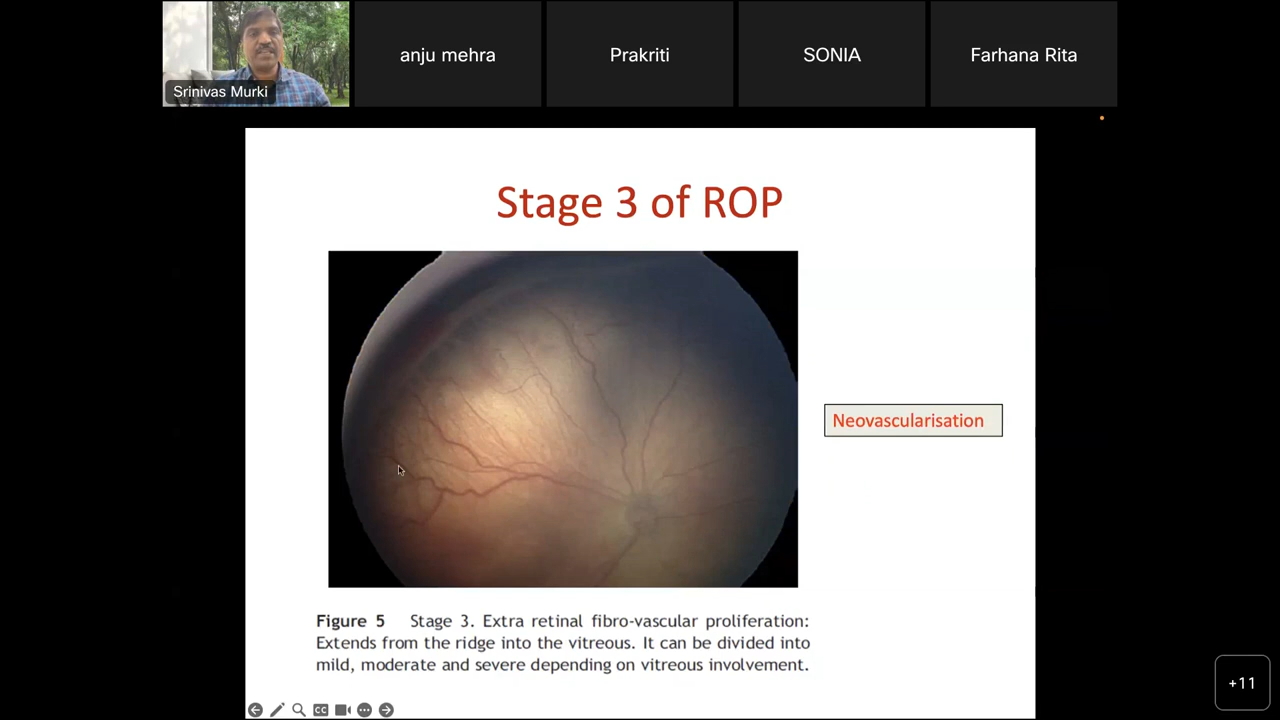 Srinivas Murki
anju mehra
Prakriti
SONIA
Farhana Rita
Stage 3 of ROP
Neovascularisation
Figure 5 Stage 3. Extra retinal fibro-vascular proliferation:
Extends from the ridge into the vitreous. It can be divided into
mild, moderate and severe depending on vitreous involvement.
CC
+11